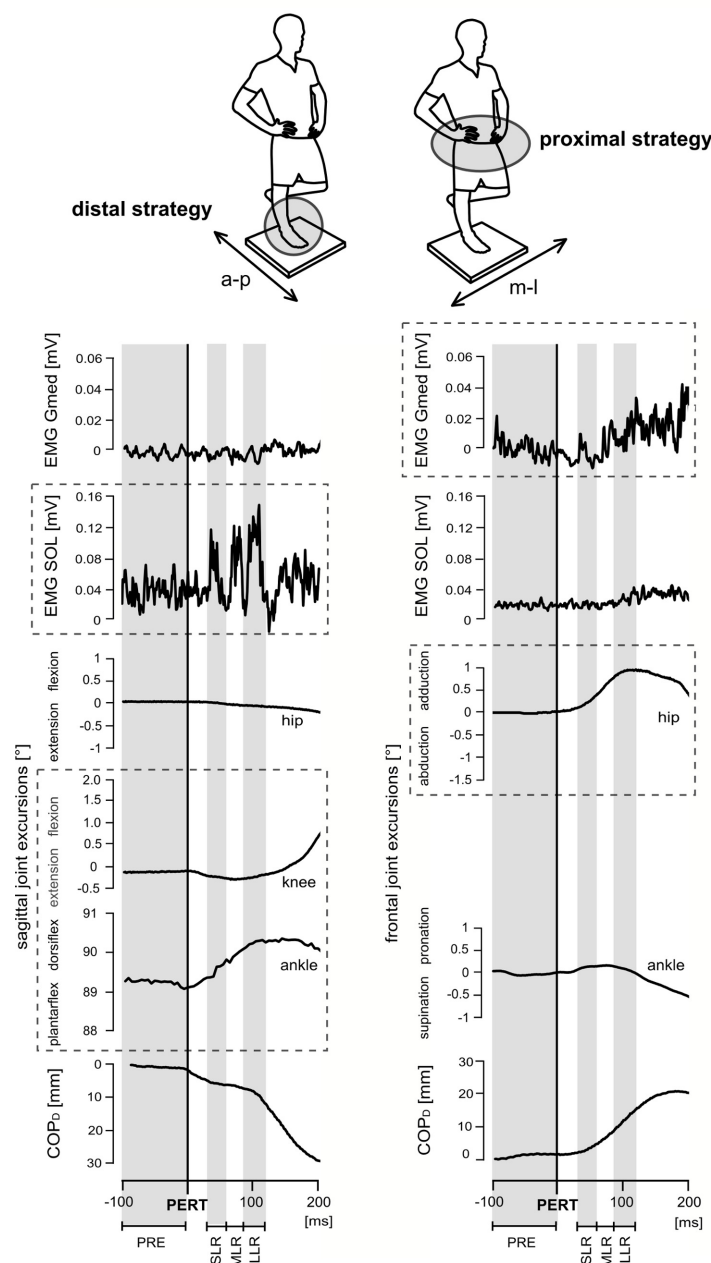 distal strategy
a-p
proximal strategy
m-l
EMG Gmed [mV]
0.06
0.04
0.02
0
EMG SOL [mV]
0.16
0.12
0.08
0.04
0
sagittal joint excursions [°]
extension flexion
1
0.5
0
-0.5
-1
hip
extension flexion
2.0
1.5
0.5
0
-0.5
knee
plantarflex dorsiflex
91
90
89
88
ankle
COPD [mm]
0
10
20
30
-100
PERT
100
200
[ms]
PRE
SLR
MLR
LLR
EMG Gmed [mV]
0.06
0.04
0.02
0
EMG SOL [mV]
0.16
0.12
0.08
0.04
0
frontal joint excursions [°]
abduction adduction
1
0.5
0
-0.5
-1
-1.5
hip
supination pronation
1
0.5
0
-0.5
-1
ankle
COPD [mm]
30
20
10
0
-100
PERT
100
200
[ms]
PRE
SLR
MLR
LLR